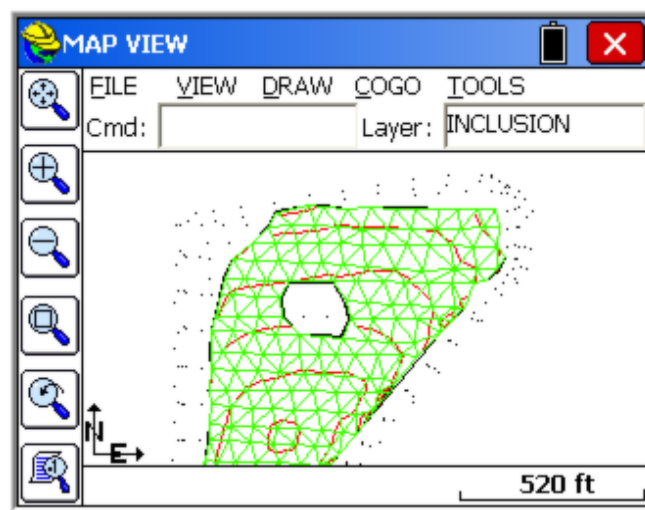 MAP VIEW
FILE VIEW DRAW COGO TOOLS
Cmd: Layer: INCLUSION
N
E
520 ft